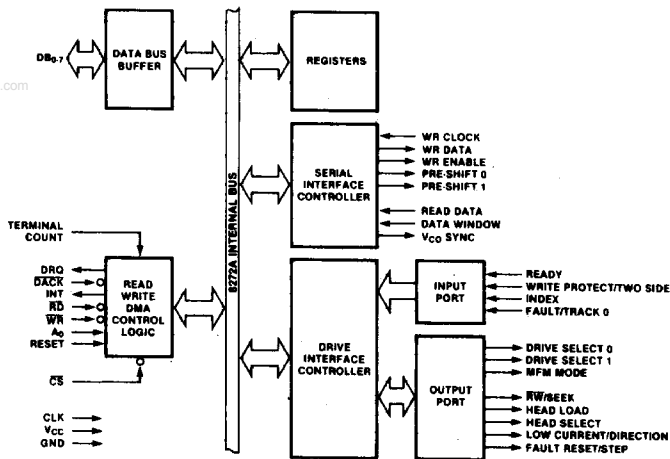 DB0-7
DATA BUS
BUFFER
REGISTERS
.com
8272A INTERNAL BUS
SERIAL
INTERFACE
CONTROLLER
WR CLOCK
WR DATA
WR ENABLE
PRE-SHIFT 0
PRE-SHIFT 1
READ DATA
DATA WINDOW
VCO SYNC
TERMINAL
COUNT
DRQ
DACK
INT
RD
WR
A0
RESET
CS
READ
WRITE
DMA
CONTROL
LOGIC
CLK
VCC
GND
DRIVE
INTERFACE
CONTROLLER
INPUT
PORT
READY
WRITE PROTECT/TWO SIDE
INDEX
FAULT/TRACK 0
OUTPUT
PORT
DRIVE SELECT 0
DRIVE SELECT 1
MFM MODE
RW/SEEK
HEAD LOAD
HEAD SELECT
LOW CURRENT/DIRECTION
FAULT RESET/STEP